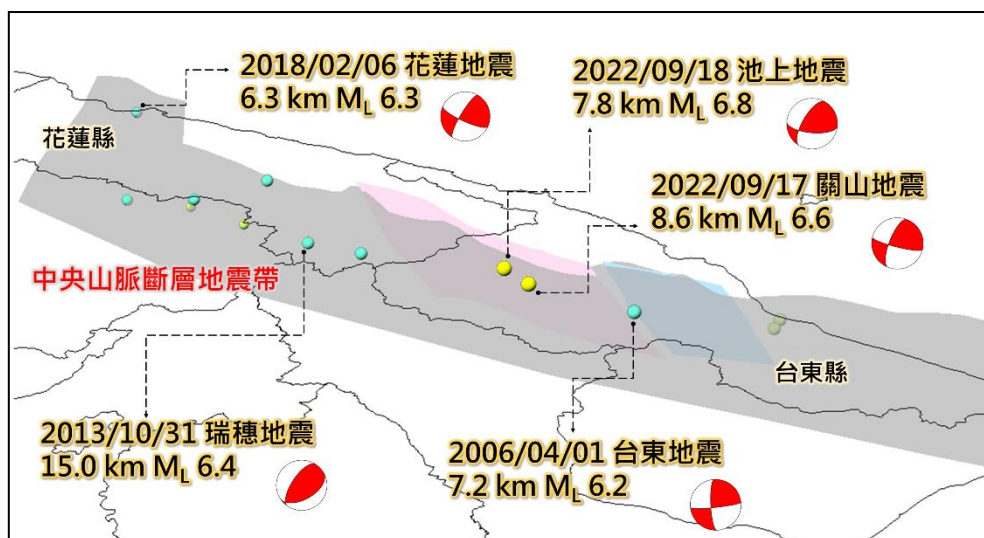 2018/02/06 花蓮地震
6.3 km ML 6.3
2022/09/18 池上地震
7.8 km ML 6.8
花蓮縣
2022/09/17 關山地震
8.6 km ML 6.6
中央山脈斷層地震帶
台東縣
2013/10/31 瑞穗地震
15.0 km ML 6.4
2006/04/01 台東地震
7.2 km ML 6.2